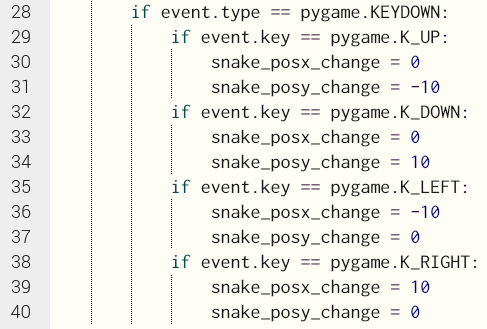 28 if event.type == pygame.KEYDOWN:
29 if event.key == pygame.K_UP:
30 snake_posx_change = 0
31 snake_posy_change = -10
32 if event.key == pygame.K_DOWN:
33 snake_posx_change = 0
34 snake_posy_change = 10
35 if event.key == pygame.K_LEFT:
36 snake_posx_change = -10
37 snake_posy_change = 0
38 if event.key == pygame.K_RIGHT:
39 snake_posx_change = 10
40 snake_posy_change = 0